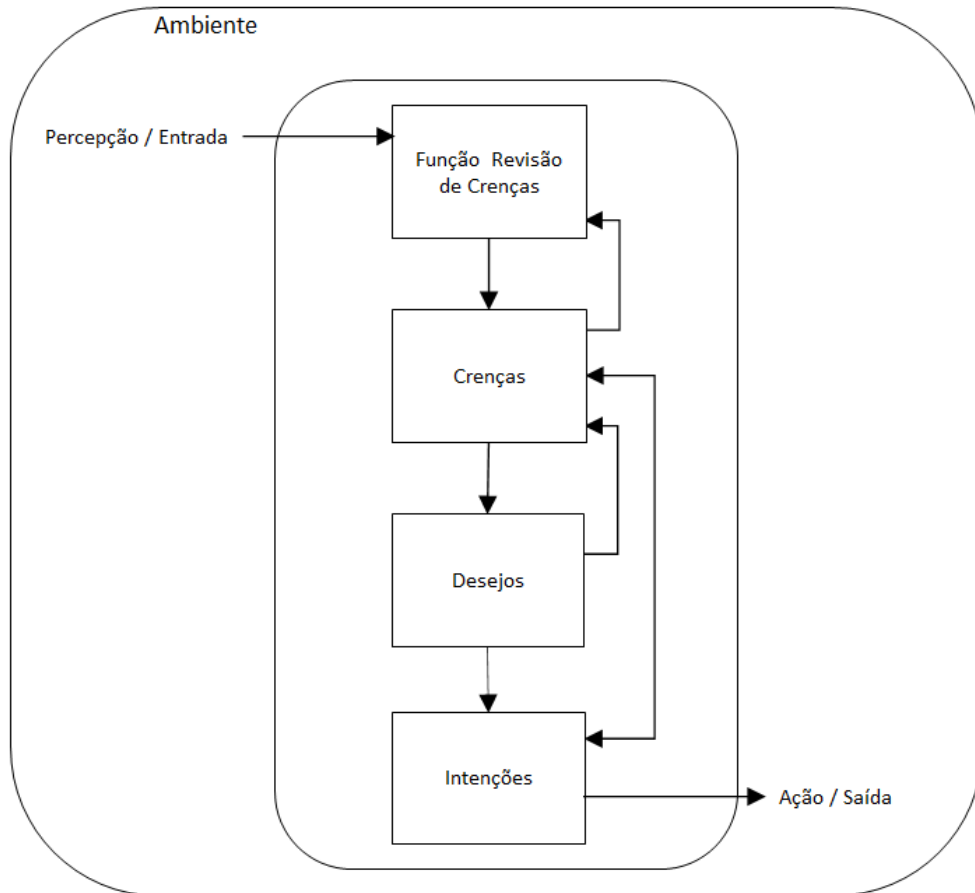 Ambiente
Percepção / Entrada
Função Revisão
de Crenças
Crenças
Desejos
Intenções
Ação / Saída